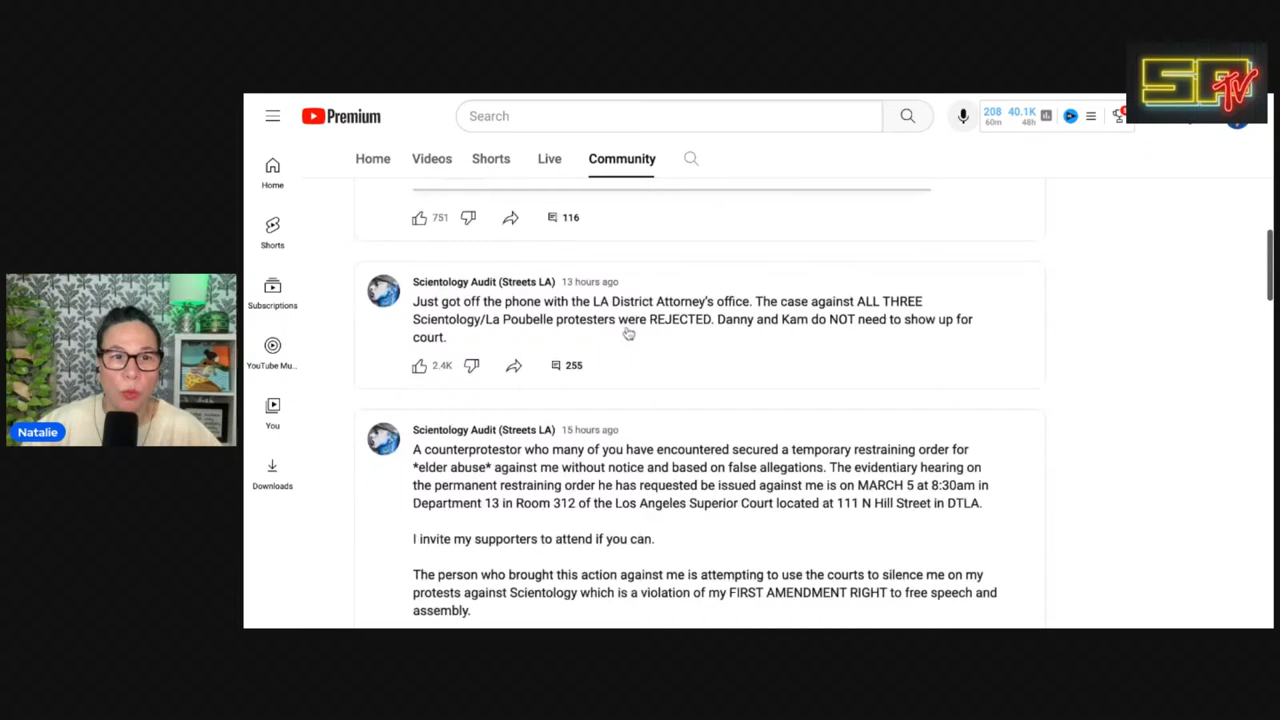 SPTV
Premium
Search
208 40.1K
60m 48h
Home Videos Shorts Live Community
Home
Shorts
Subscriptions
YouTube Mu...
You
Downloads
751 116
Scientology Audit (Streets LA) 13 hours ago
Just got off the phone with the LA District Attorney's office. The case against ALL THREE
Scientology/La Poubelle protesters were REJECTED. Danny and Kam do NOT need to show up for
court.
2.4K 255
Scientology Audit (Streets LA) 15 hours ago
A counterprotestor who many of you have encountered secured a temporary restraining order for
*elder abuse* against me without notice and based on false allegations. The evidentiary hearing on
the permanent restraining order he has requested be issued against me is on MARCH 5 at 8:30am in
Department 13 in Room 312 of the Los Angeles Superior Court located at 111 N Hill Street in DTLA.
I invite my supporters to attend if you can.
The person who brought this action against me is attempting to use the courts to silence me on my
protests against Scientology which is a violation of my FIRST AMENDMENT RIGHT to free speech and
assembly.
Natalie